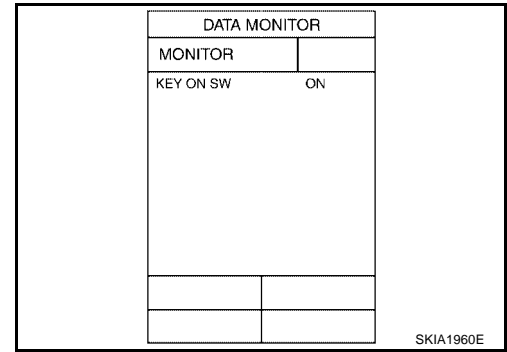 DATA MONITOR
MONITOR
KEY ON SW ON
SKIA1960E